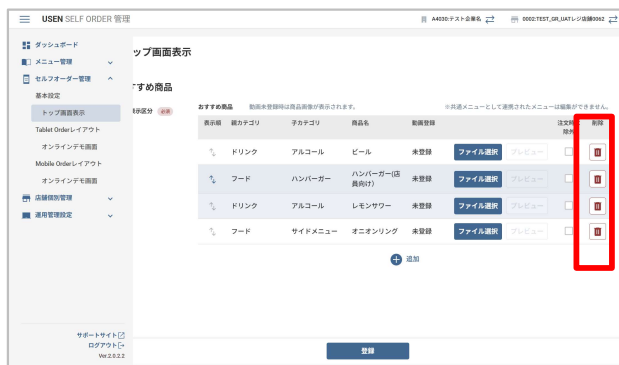 USEN SELF ORDER 管理
A4030:テスト企業名
0002:TEST_GR_UATレジ店舗0062
ダッシュボード
メニュー管理
セルフオーダー管理
基本設定
トップ画面表示
Tablet Orderレイアウト
オンラインデモ画面
Mobile Orderレイアウト
オンラインデモ画面
店舗個別管理
運用管理設定
サポートサイト
ログアウト
Ver.2.0.2.2
ップ画面表示
すすめ商品
表示区分 必須
おすすめ商品 動画未登録時は商品画像が表示されます。 ※共通メニューとして連携されたメニューは編集ができません。
表示順 親カテゴリ 子カテゴリ 商品名 動画登録 注文時除外 削除
ドリンク アルコール ビール 未登録 ファイル選択 プレビュー
フード ハンバーガー ハンバーガー(店員向け) 未登録 ファイル選択 プレビュー
ドリンク アルコール レモンサワー 未登録 ファイル選択 プレビュー
フード サイドメニュー オニオンリング 未登録 ファイル選択 プレビュー
追加
登録